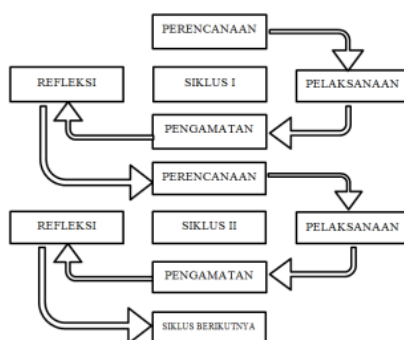 PERENCANAAN
REFLEKSI
SIKLUS I
PELAKSANAAN
PENGAMATAN
PERENCANAAN
REFLEKSI
SIKLUS II
PELAKSANAAN
PENGAMATAN
SIKLUS BERIKUTNYA